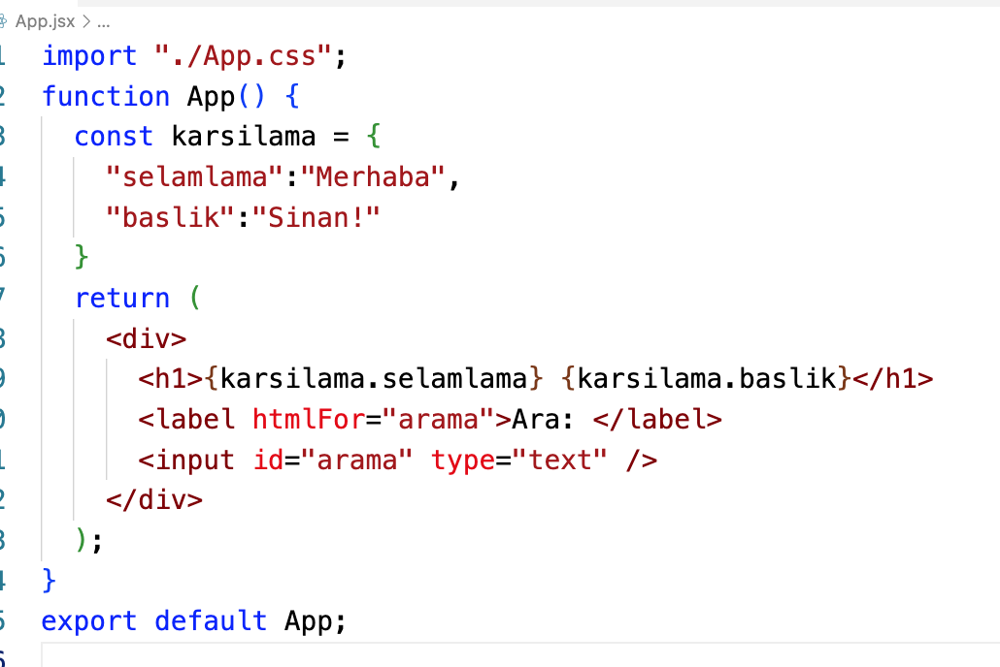 App.jsx > ...
import "./App.css";
function App() {
const karsilama = {
"selamlama":"Merhaba",
"baslik":"Sinan!"
}
return (
<div>
<h1>{karsilama.selamlama} {karsilama.baslik}</h1>
<label htmlFor="arama">Ara: </label>
<input id="arama" type="text" />
</div>
);
}
export default App;